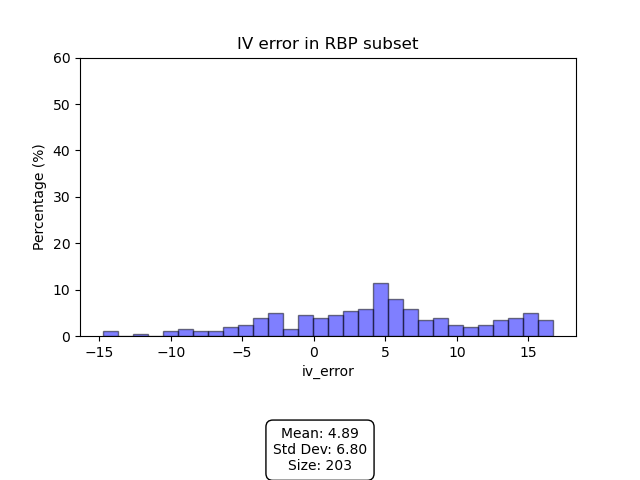 IV error in RBP subset
60
50
40
30
20
10
0
Percentage (%)
−15
−10
−5
0
5
10
15
iv_error
Mean: 4.89
Std Dev: 6.80
Size: 203